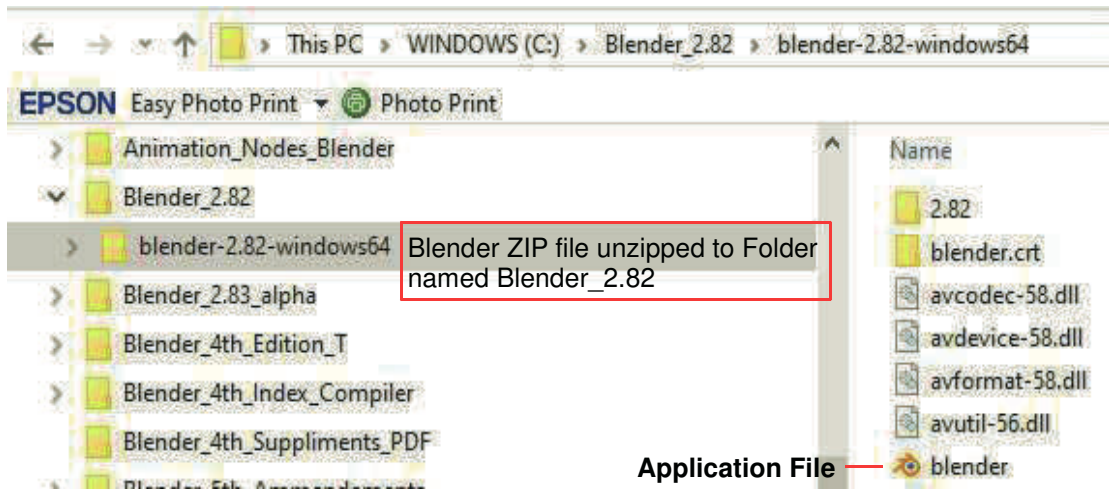 This PC > WINDOWS (C:) > Blender_2.82 > blender-2.82-windows64
EPSON Easy Photo Print Photo Print
Animation_Nodes_Blender
Blender_2.82
blender-2.82-windows64
Blender ZIP file unzipped to Folder
named Blender_2.82
Blender_2.83_alpha
Blender_4th_Edition_T
Blender_4th_Index_Compiler
Blender_4th_Suppliments_PDF
Name
2.82
blender.crt
avcodec-58.dll
avdevice-58.dll
avformat-58.dll
avutil-56.dll
Application File
blender